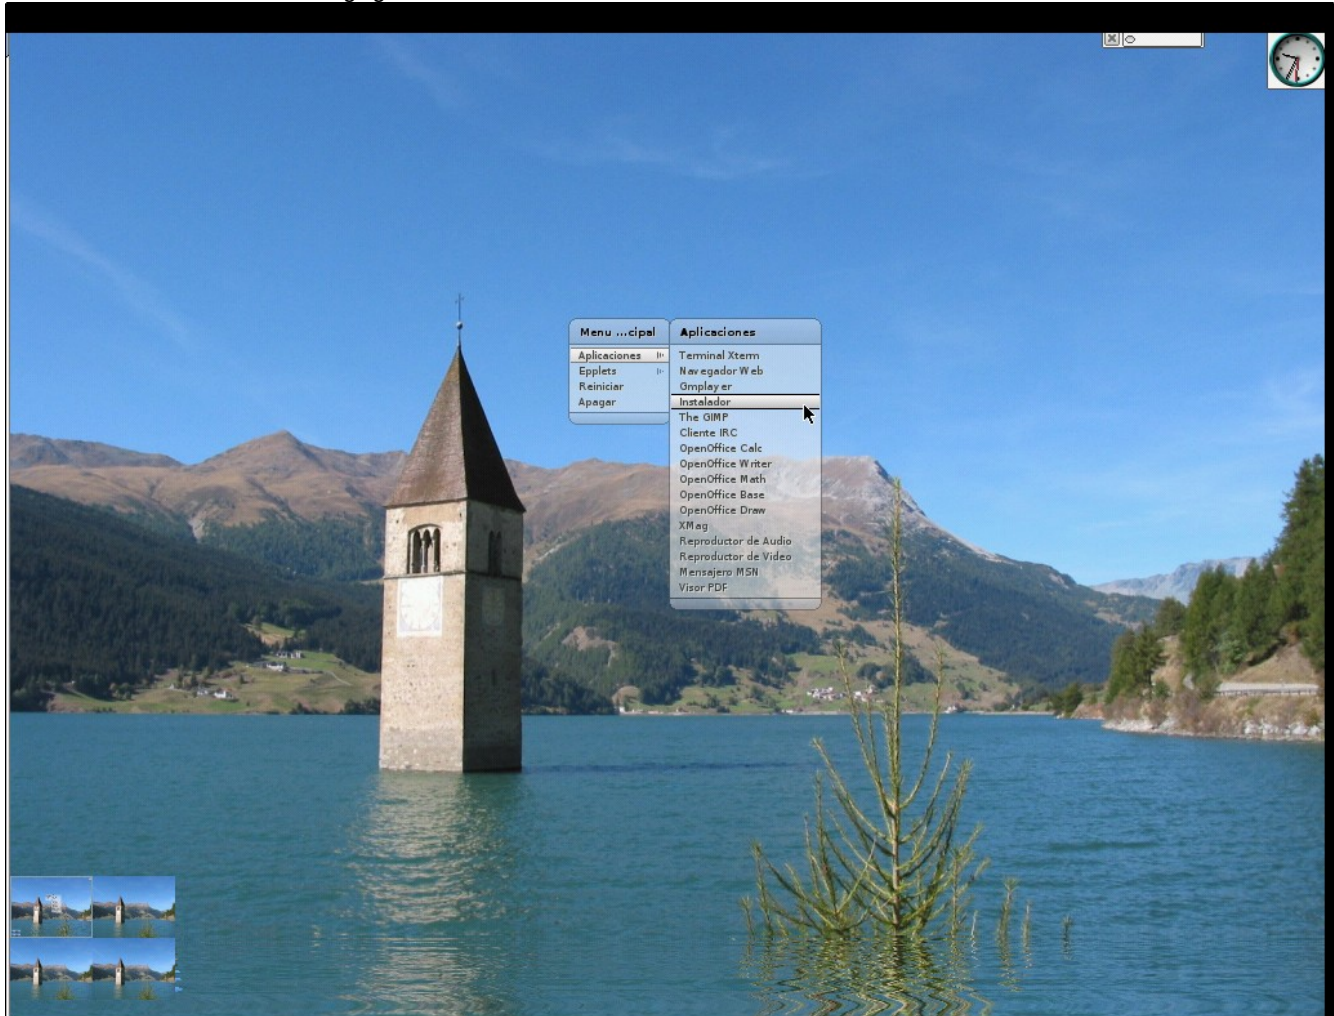 Menu ...cipal
Aplicaciones
Epplets
Reiniciar
Apagar
Aplicaciones
Terminal Xterm
Navegador Web
Gmplayer
Instalador
The GIMP
Cliente IRC
OpenOffice Calc
OpenOffice Writer
OpenOffice Math
OpenOffice Base
OpenOffice Draw
XMag
Reproductor de Audio
Reproductor de Video
Mensajero MSN
Visor PDF